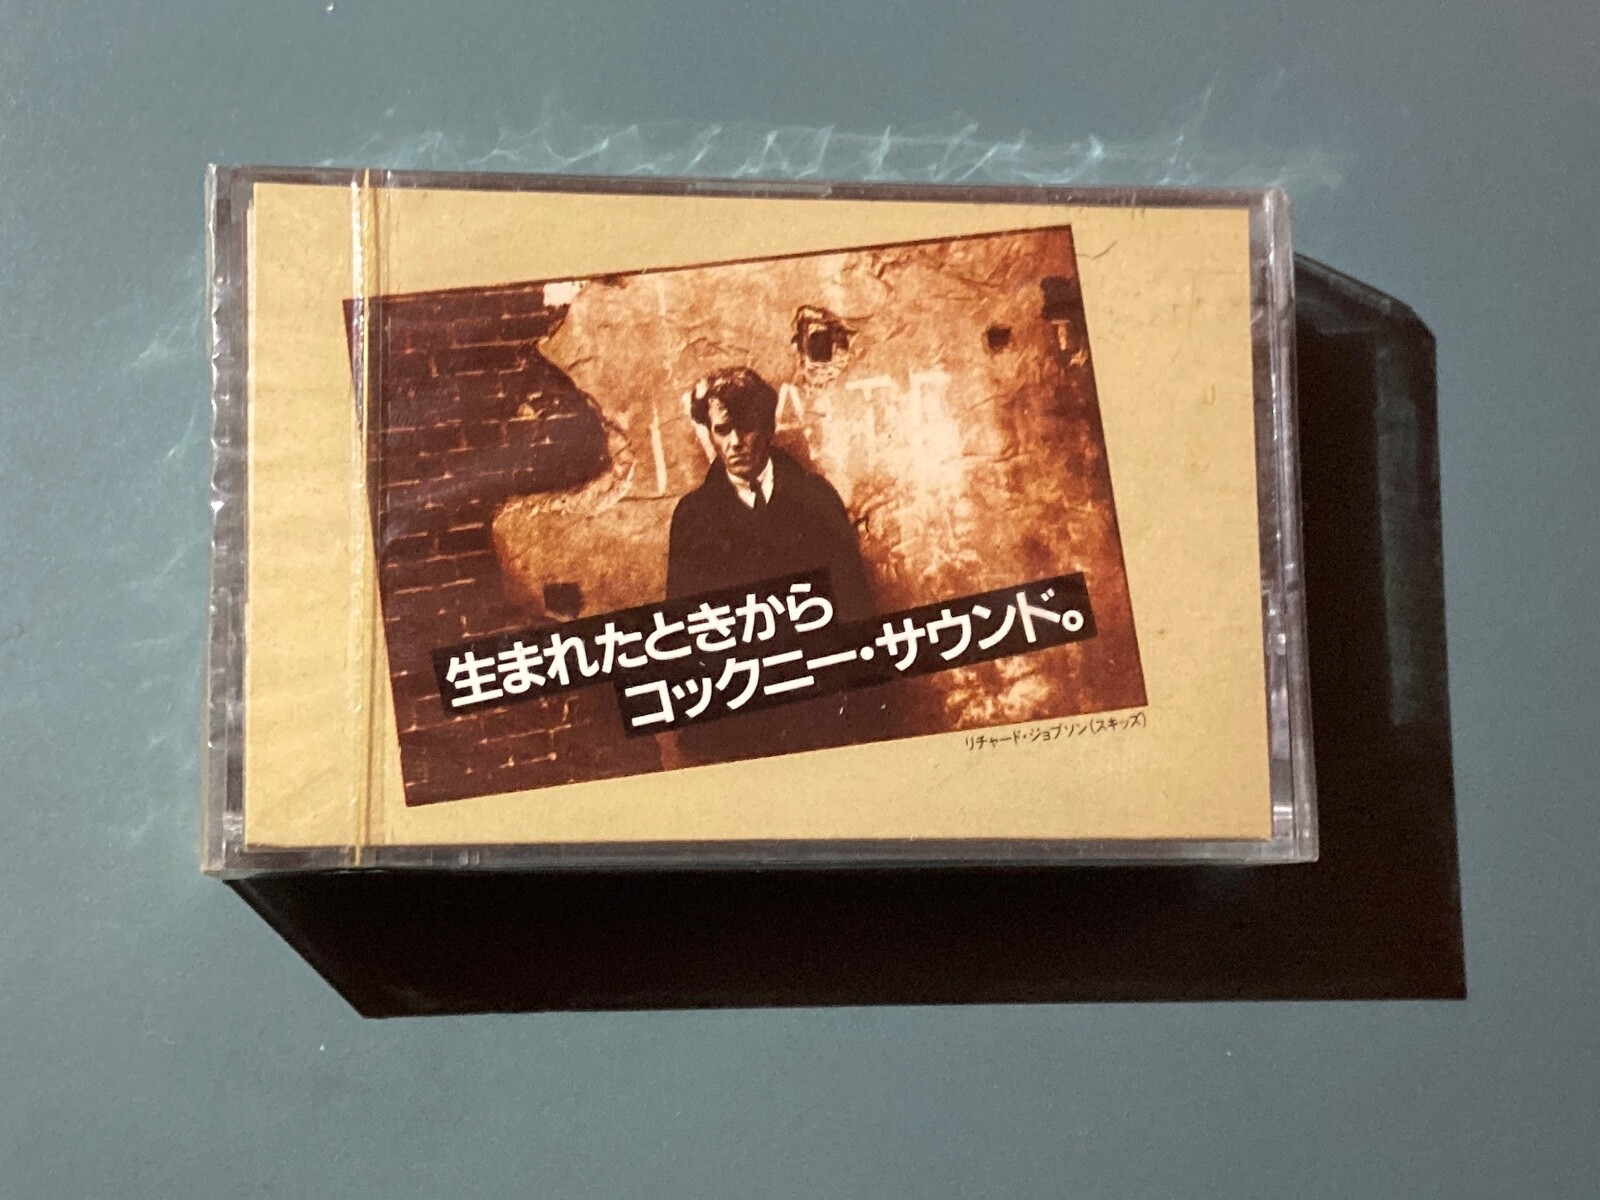 生まれたときから
コックニー・サウンド。
リチャード・ジョブソン(スキッズ)